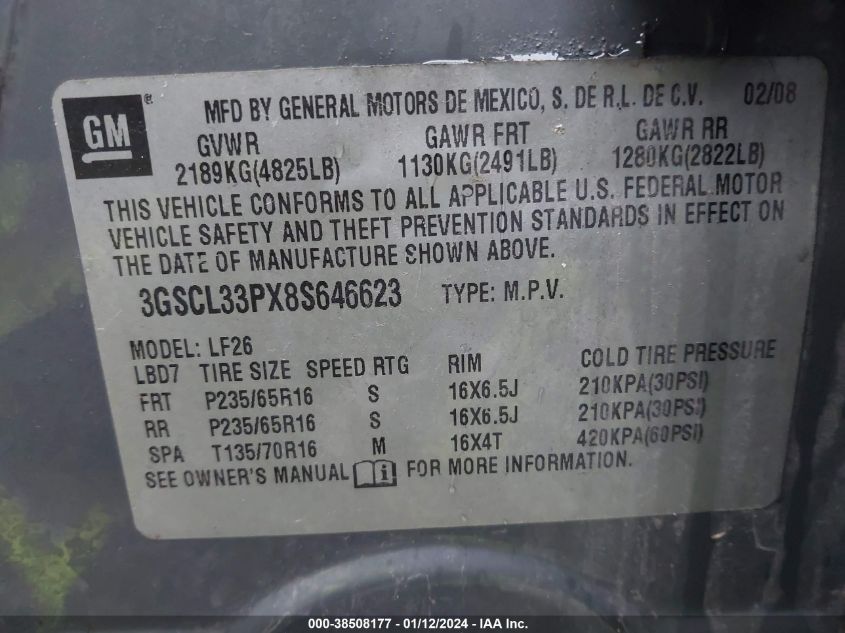 GM ® MFD BY GENERAL MOTORS DE MEXICO, S. DE R.L. DE C.V. 02/08
GVWR GAWR FRT GAWR RR
2189KG(4825LB) 1130KG(2491LB) 1280KG(2822LB)
THIS VEHICLE CONFORMS TO ALL APPLICABLE U.S. FEDERAL MOTOR
VEHICLE SAFETY AND THEFT PREVENTION STANDARDS IN EFFECT ON
THE DATE OF MANUFACTURE SHOWN ABOVE.
3GSCL33PX8S646623 TYPE: M.P.V.
MODEL: LF26
LBD7 TIRE SIZE SPEED RTG RIM COLD TIRE PRESSURE
FRT P235/65R16 S 16X6.5J 210KPA(30PSI)
RR P235/65R16 S 16X6.5J 210KPA(30PSI)
SPA T135/70R16 M 16X4T 420KPA(60PSI)
SEE OWNER'S MANUAL i FOR MORE INFORMATION.
000-38508177 - 01/12/2024 - IAA Inc.